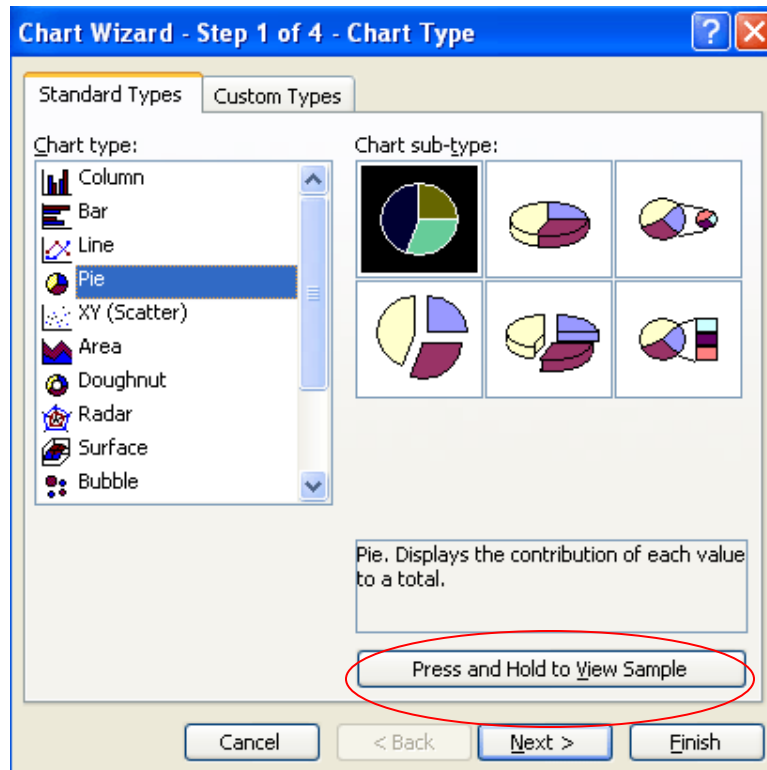 Chart Wizard - Step 1 of 4 - Chart Type
?
Standard Types
Custom Types
Chart type:
Column
Bar
Line
Pie
XY (Scatter)
Area
Doughnut
Radar
Surface
Bubble
Chart sub-type:
Pie. Displays the contribution of each value
to a total.
Press and Hold to View Sample
Cancel
< Back
Next >
Finish